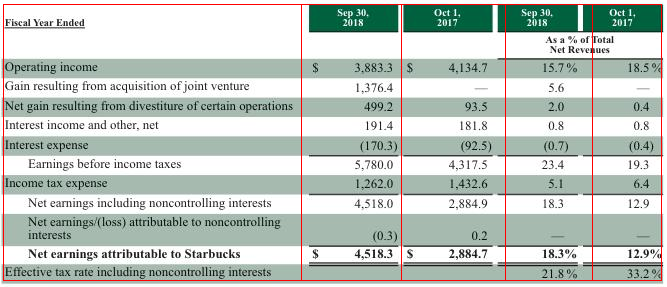 Fiscal Year Ended Sep 30, 2018 Oct 1, 2017 Sep 30, 2018 Oct 1, 2017
As a % of Total Net Revenues
Operating income $ 3,883.3 $ 4,134.7 15.7 % 18.5 %
Gain resulting from acquisition of joint venture 1,376.4 — 5.6 —
Net gain resulting from divestiture of certain operations 499.2 93.5 2.0 0.4
Interest income and other, net 191.4 181.8 0.8 0.8
Interest expense (170.3) (92.5) (0.7) (0.4)
Earnings before income taxes 5,780.0 4,317.5 23.4 19.3
Income tax expense 1,262.0 1,432.6 5.1 6.4
Net earnings including noncontrolling interests 4,518.0 2,884.9 18.3 12.9
Net earnings/(loss) attributable to noncontrolling
interests (0.3) 0.2 — —
Net earnings attributable to Starbucks $ 4,518.3 $ 2,884.7 18.3% 12.9%
Effective tax rate including noncontrolling interests 21.8 % 33.2 %